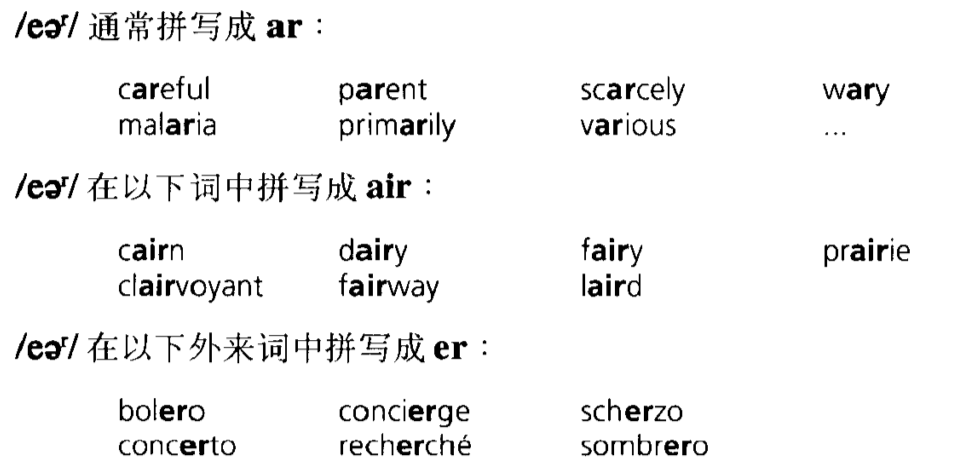 /eəʳ/ 通常拼写成 ar：
careful parent scarcely wary
malaria primarily various ...
/eəʳ/ 在以下词中拼写成 air：
cairn dairy fairy prairie
clairvoyant fairway laird
/eəʳ/ 在以下外来词中拼写成 er：
bolero concierge scherzo
concerto recherché sombrero